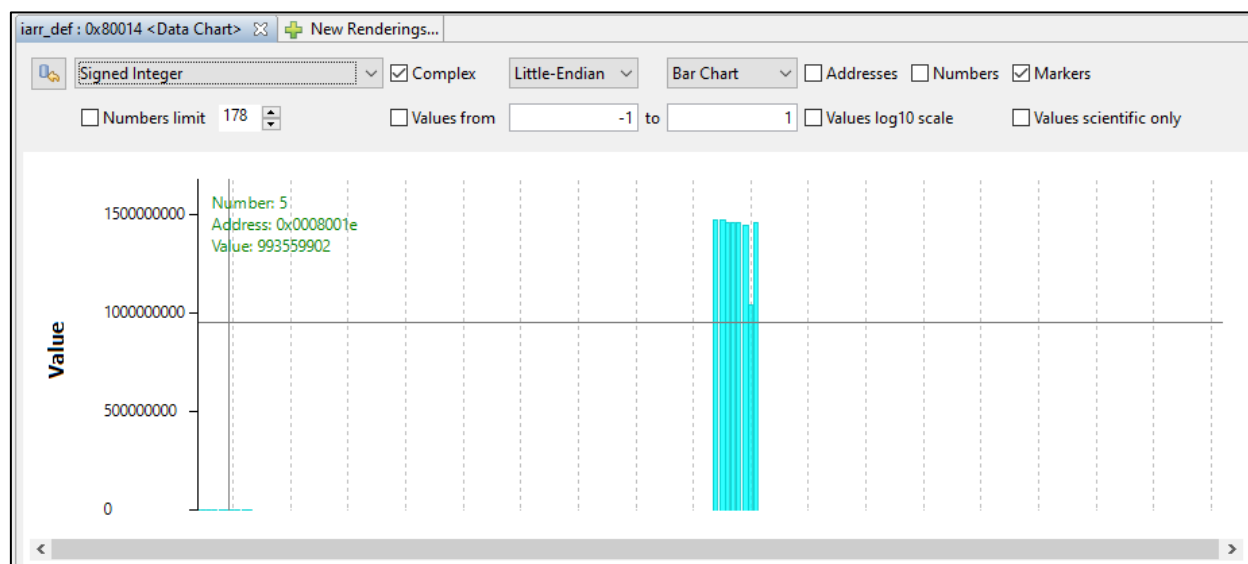 iarr_def : 0x80014 <Data Chart> New Renderings...
Signed Integer Complex Little-Endian Bar Chart Addresses Numbers Markers
Numbers limit 178 Values from -1 to 1 Values log10 scale Values scientific only
Number: 5
Address: 0x0008001e
Value: 993559902
1500000000
1000000000
500000000
0
Value